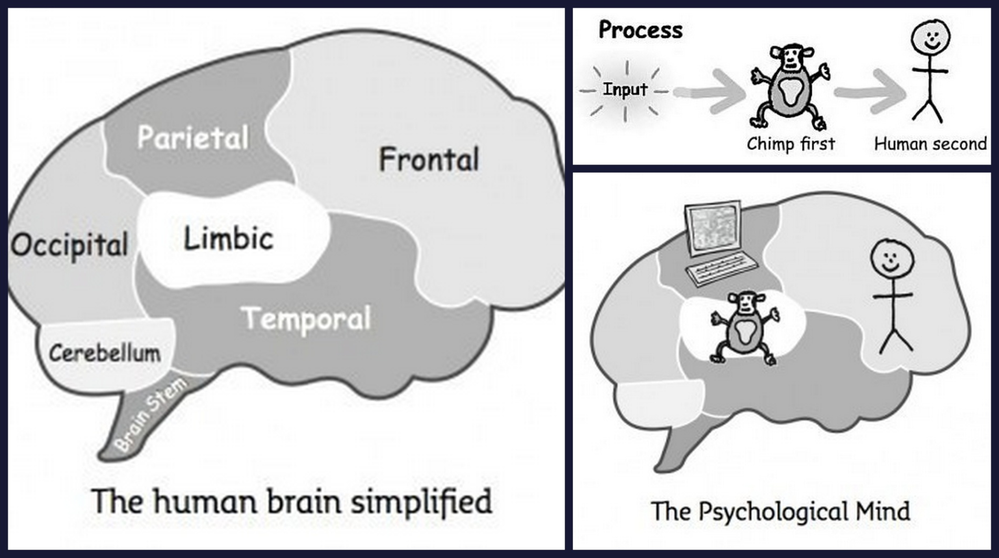 Parietal
Frontal
Occipital
Limbic
Temporal
Cerebellum
Brain Stem
The human brain simplified
Process
Input
Chimp first
Human second
The Psychological Mind